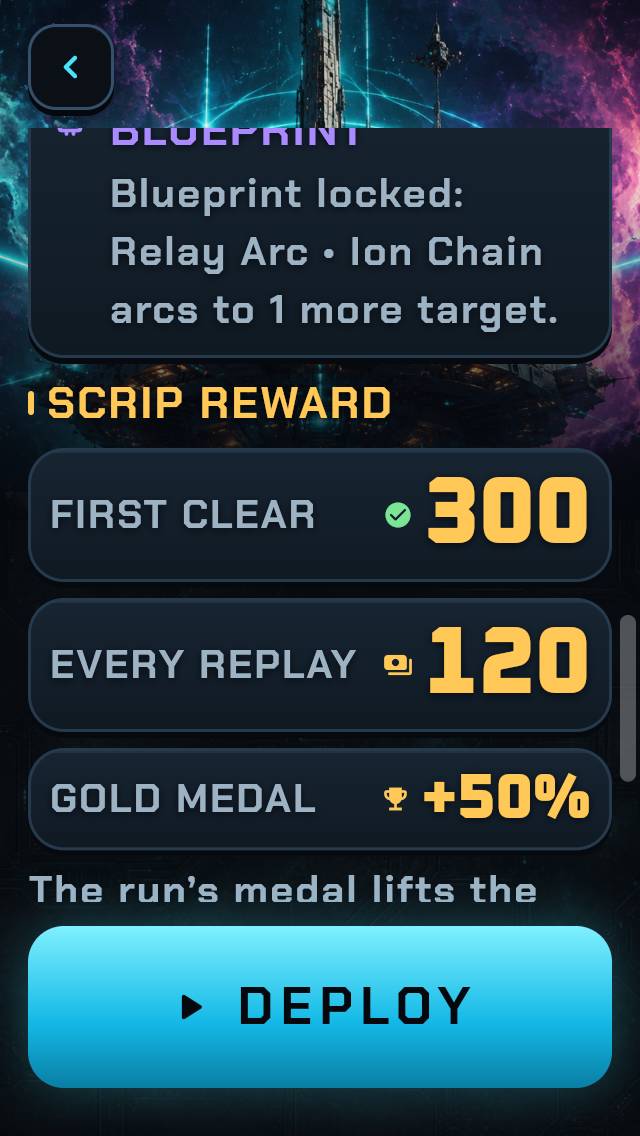 BLUEPRINT
Blueprint locked:
Relay Arc • Ion Chain
arcs to 1 more target.
SCRIP REWARD
FIRST CLEAR 300
EVERY REPLAY 120
GOLD MEDAL +50%
The run’s medal lifts the
DEPLOY